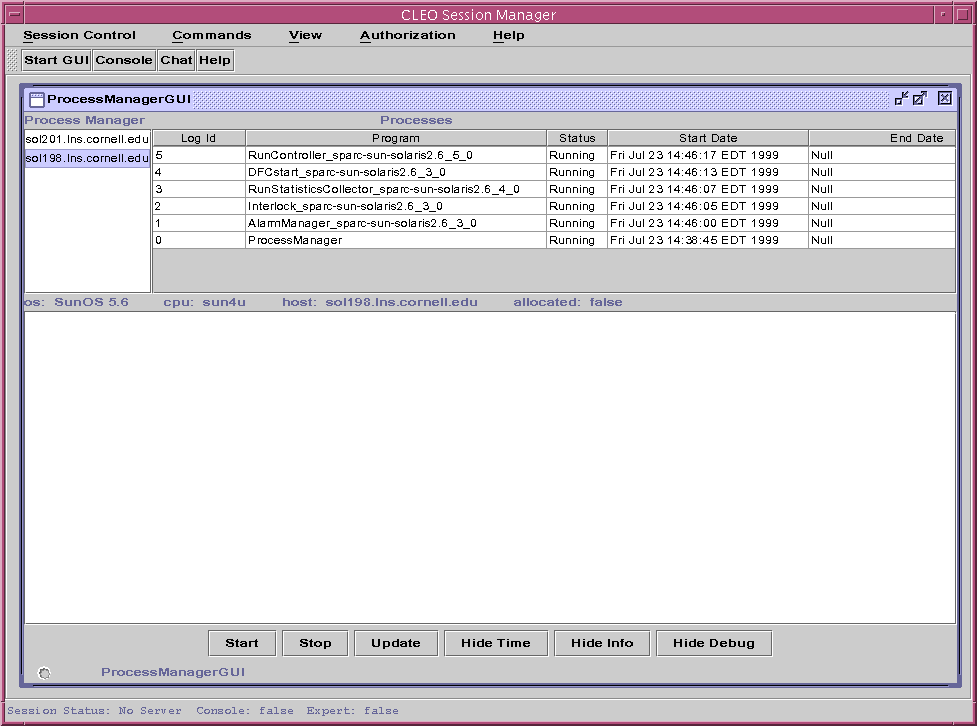 CLEO Session Manager
Session Control Commands View Authorization Help
Start GUI Console Chat Help
ProcessManagerGUI
Process Manager Processes
sol201.lns.cornell.edu
sol198.lns.cornell.edu
Log Id Program Status Start Date End Date
5 RunController_sparc-sun-solaris2.6_5_0 Running Fri Jul 23 14:46:17 EDT 1999 Null
4 DFCstart_sparc-sun-solaris2.6_3_0 Running Fri Jul 23 14:46:13 EDT 1999 Null
3 RunStatisticsCollector_sparc-sun-solaris2.6_4_0 Running Fri Jul 23 14:46:07 EDT 1999 Null
2 Interlock_sparc-sun-solaris2.6_3_0 Running Fri Jul 23 14:46:05 EDT 1999 Null
1 AlarmManager_sparc-sun-solaris2.6_3_0 Running Fri Jul 23 14:46:00 EDT 1999 Null
0 ProcessManager Running Fri Jul 23 14:38:45 EDT 1999 Null
os: SunOS 5.6 cpu: sun4u host: sol198.lns.cornell.edu allocated: false
Start Stop Update Hide Time Hide Info Hide Debug
ProcessManagerGUI
Session Status: No Server Console: false Expert: false